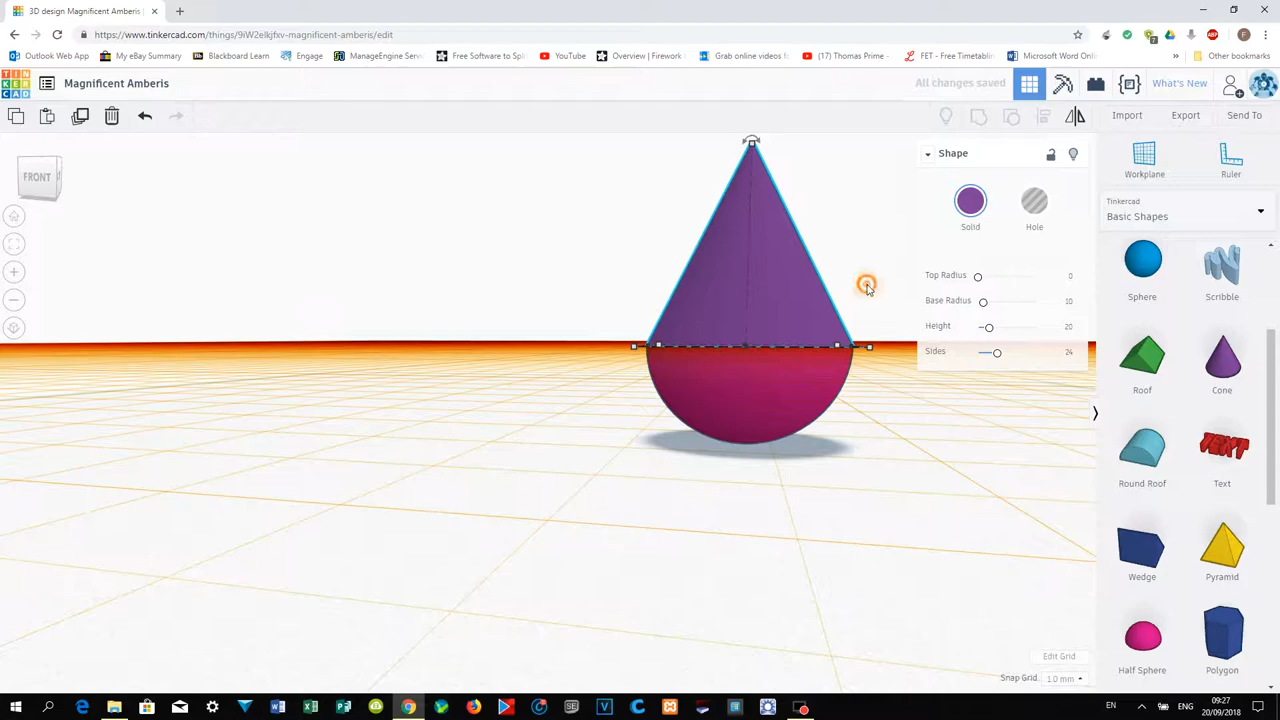 3D design Magnificent Amberis
https://www.tinkercad.com/things/9iW2elkjfxv-magnificent-amberis/edit
Outlook Web App
My eBay Summary
Blackboard Learn
Engage
ManageEngine Serv
Free Software to Spl
YouTube
Overview | Firework
Grab online videos f
(17) Thomas Prime -
FET - Free Timetablin
Microsoft Word Onl
Other bookmarks
TIN
KER
CAD
Magnificent Amberis
All changes saved
What's New
Import
Export
Send To
FRONT
Shape
Solid
Hole
Top Radius
0
Base Radius
10
Height
20
Sides
24
Workplane
Ruler
Tinkercad
Basic Shapes
Sphere
Scribble
Roof
Cone
TEXT
Round Roof
Text
Wedge
Pyramid
Half Sphere
Polygon
Edit Grid
Snap Grid
1.0 mm
EN
09:27
20/09/2018